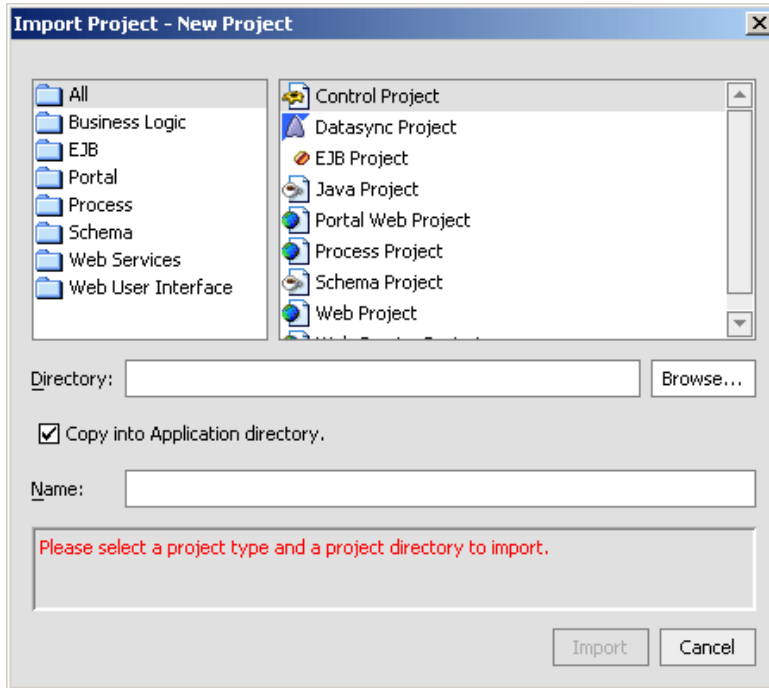 Import Project - New Project
All
Business Logic
EJB
Portal
Process
Schema
Web Services
Web User Interface
Control Project
Datasync Project
EJB Project
Java Project
Portal Web Project
Process Project
Schema Project
Web Project
Directory:
Browse...
Copy into Application directory.
Name:
Please select a project type and a project directory to import.
Import
Cancel